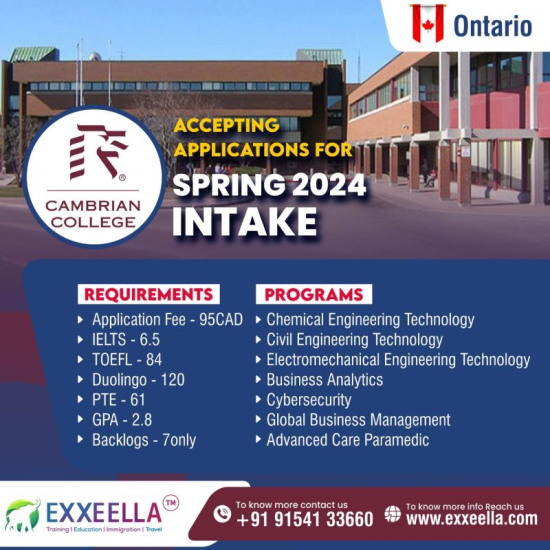 Ontario
ACCEPTING
APPLICATIONS FOR
SPRING 2024
INTAKE
CAMBRIAN
COLLEGE
®
REQUIREMENTS
Application Fee - 95CAD
IELTS - 6.5
TOEFL - 84
Duolingo - 120
PTE - 61
GPA - 2.8
Backlogs - 7only
PROGRAMS
Chemical Engineering Technology
Civil Engineering Technology
Electromechanical Engineering Technology
Business Analytics
Cybersecurity
Global Business Management
Advanced Care Paramedic
EXXEELLA TM
Training | Education | Immigration | Travel
To know more contact us
+91 91541 33660
To know more info Reach us
www.exxeella.com